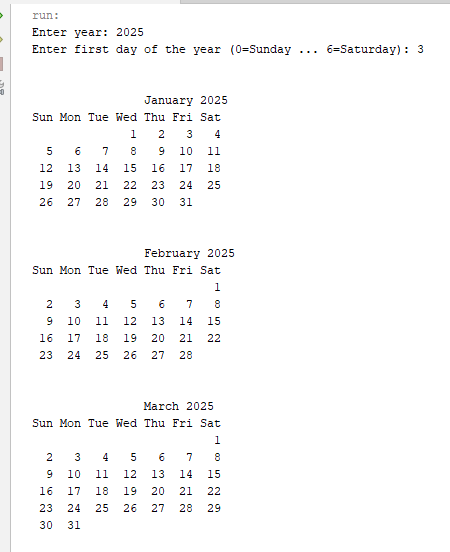 run:
Enter year: 2025
Enter first day of the year (0=Sunday ... 6=Saturday): 3
January 2025
Sun Mon Tue Wed Thu Fri Sat
1 2 3 4
5 6 7 8 9 10 11
12 13 14 15 16 17 18
19 20 21 22 23 24 25
26 27 28 29 30 31
February 2025
Sun Mon Tue Wed Thu Fri Sat
1
2 3 4 5 6 7 8
9 10 11 12 13 14 15
16 17 18 19 20 21 22
23 24 25 26 27 28
March 2025
Sun Mon Tue Wed Thu Fri Sat
1
2 3 4 5 6 7 8
9 10 11 12 13 14 15
16 17 18 19 20 21 22
23 24 25 26 27 28 29
30 31